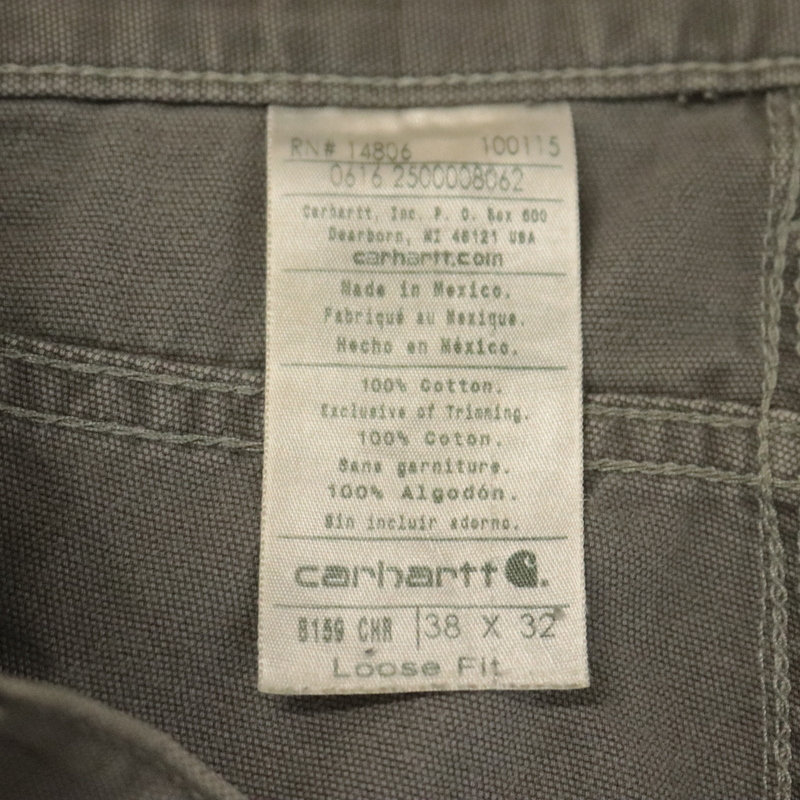 RN# 14806 100115
0616 2500008062
Carhartt, Inc. P. O. Box 600
Dearborn, MI 48121 USA
carhartt.com
Made in Mexico.
Fabriqué au Mexique.
Hecho en México.
100% Cotton.
Exclusive of Trimming.
100% Coton.
Sans garniture.
100% Algodón.
Sin incluir adorno.
carhartt
B159 CHR 38 X 32
Loose Fit